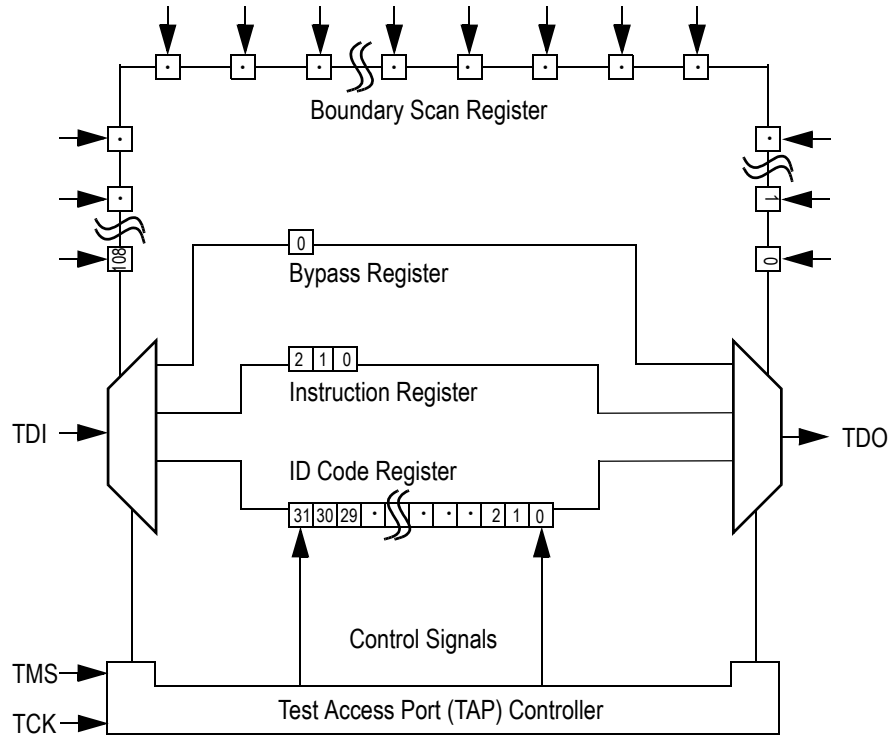 Boundary Scan Register
1
108
0
0
Bypass Register
2 1 0
Instruction Register
TDI
TDO
ID Code Register
31 30 29 · · · · 2 1 0
Control Signals
TMS
Test Access Port (TAP) Controller
TCK